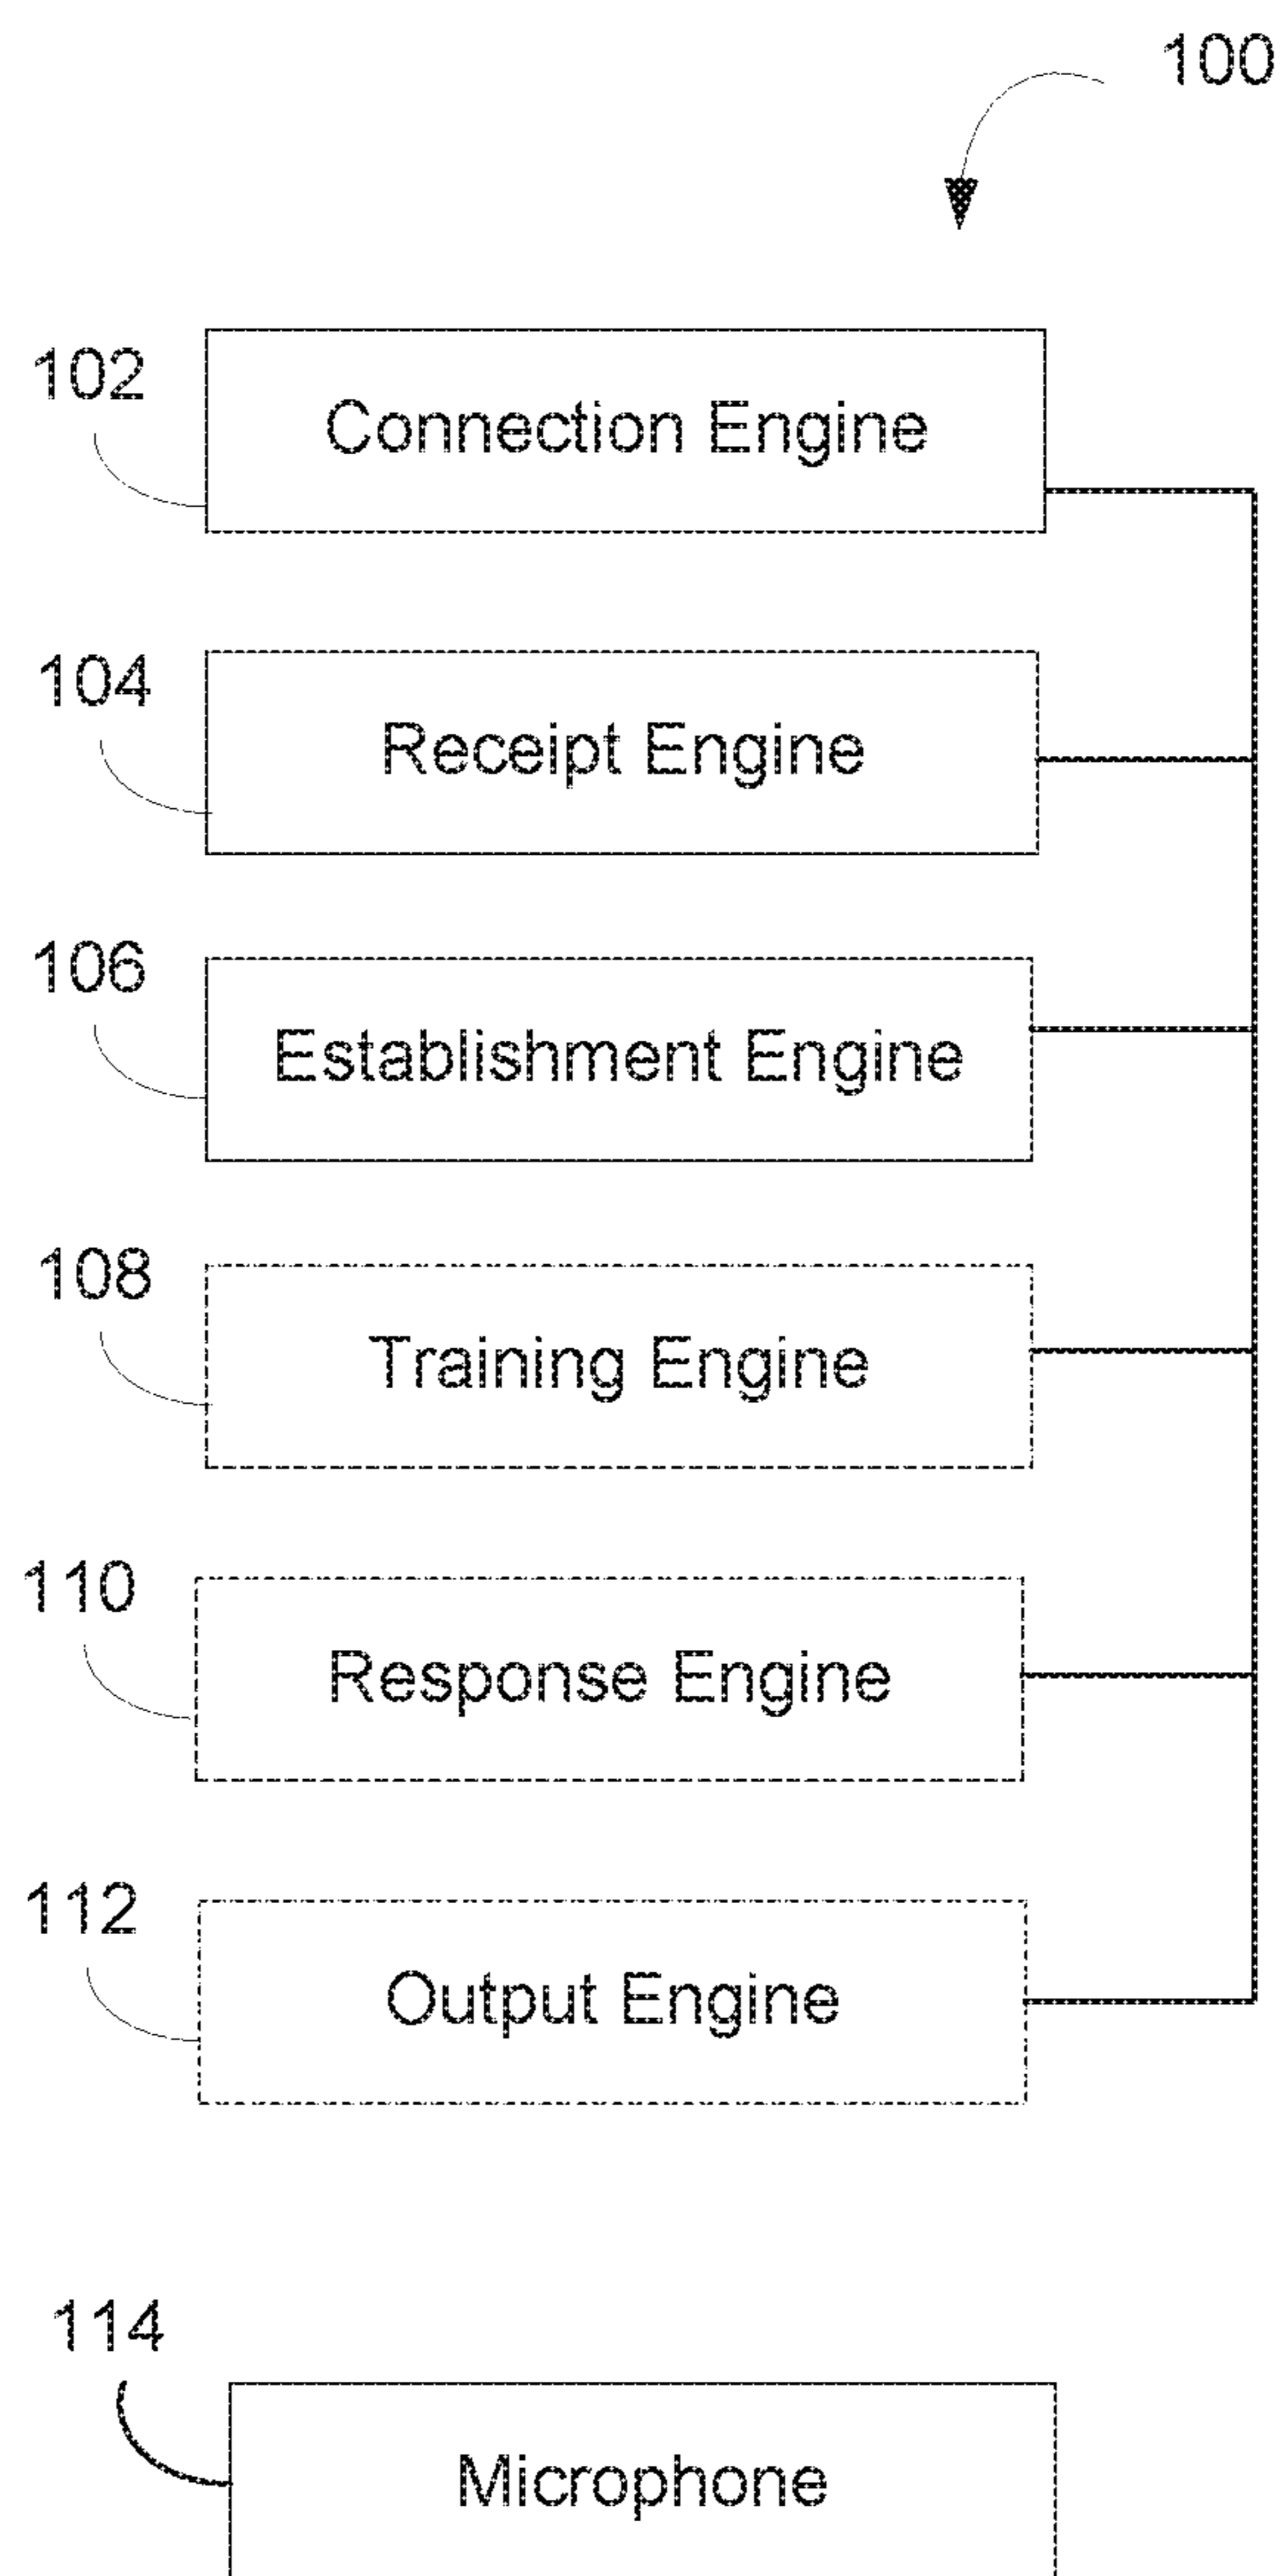 100
102
Connection Engine
104
Receipt Engine
106
Establishment Engine
108
Training Engine
110
Response Engine
112
Output Engine
114
Microphone